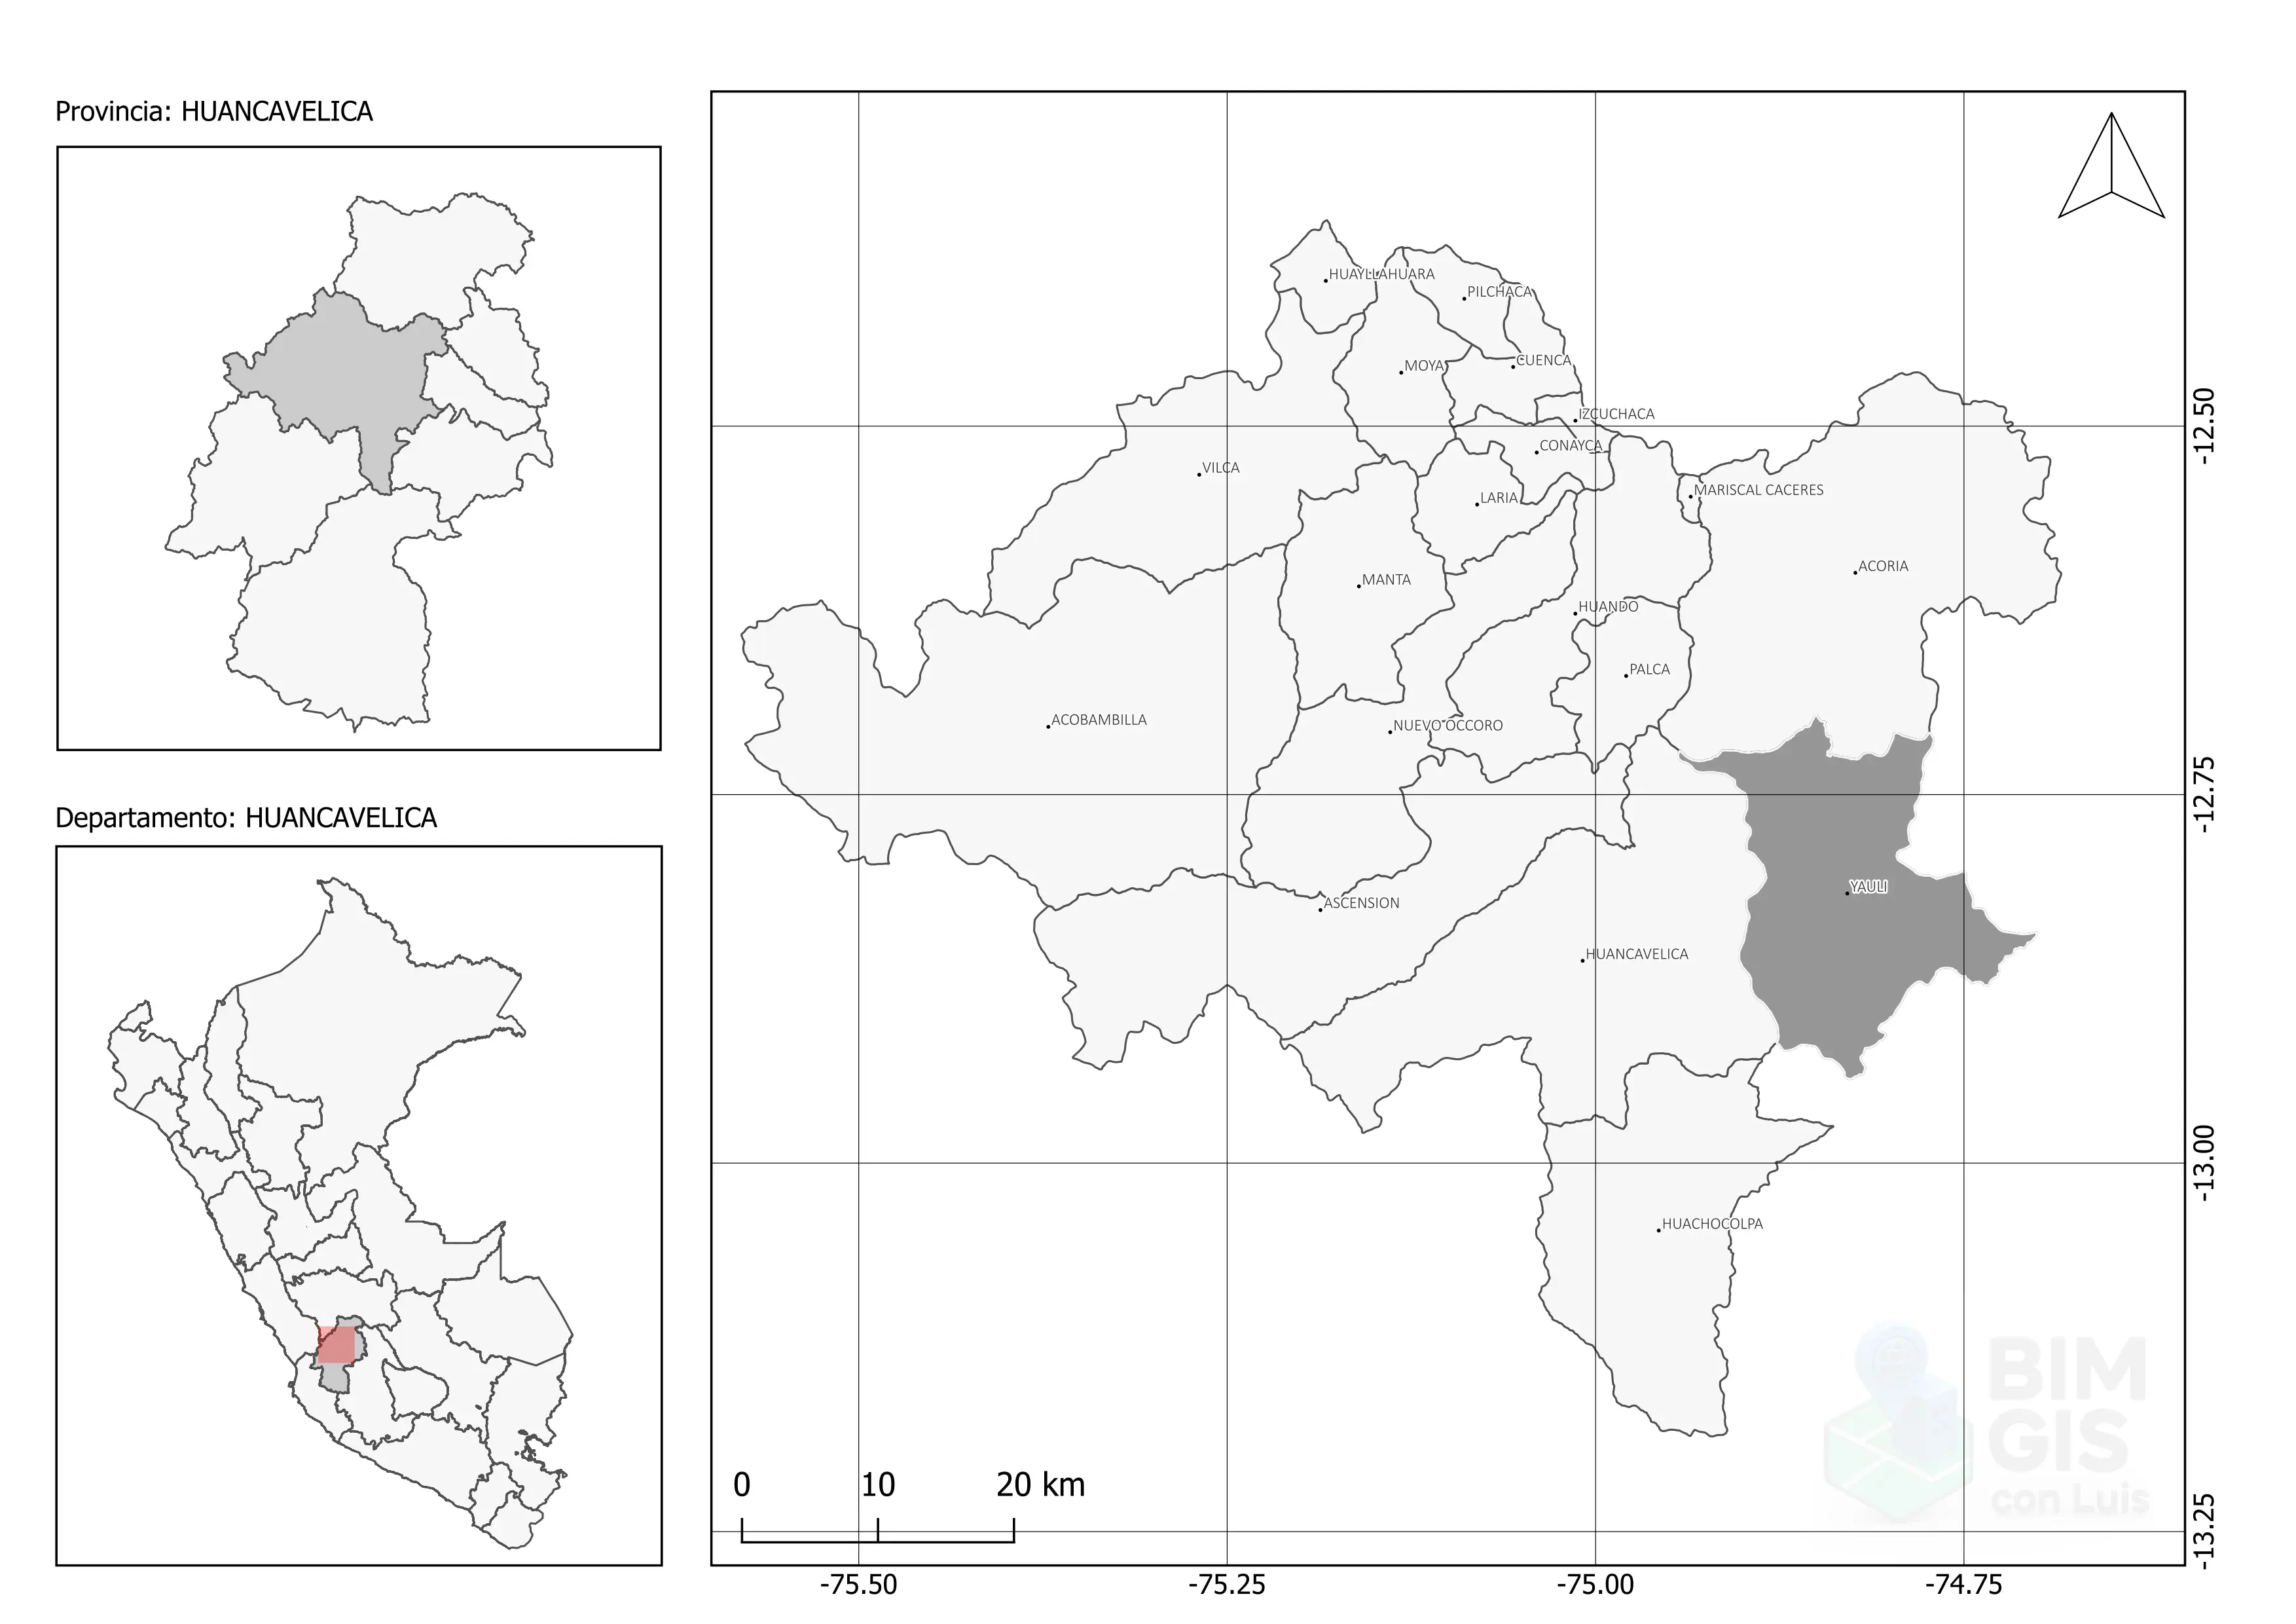 Provincia: HUANCAVELICA
Departamento: HUANCAVELICA
HUAYLLAHUARA
PILCHACA
MOYA
CUENCA
IZCUCHACA
CONAYCA
VILCA
MARISCAL CACERES
LARIA
ACORIA
MANTA
HUANDO
PALCA
ACOBAMBILLA
NUEVO OCCORO
YAULI
ASCENSION
HUANCAVELICA
HUACHOCOLPA
BIM
GIS
con Luis
0 10 20 km
-12.50
-12.75
-13.00
-13.25
-75.50 -75.25 -75.00 -74.75